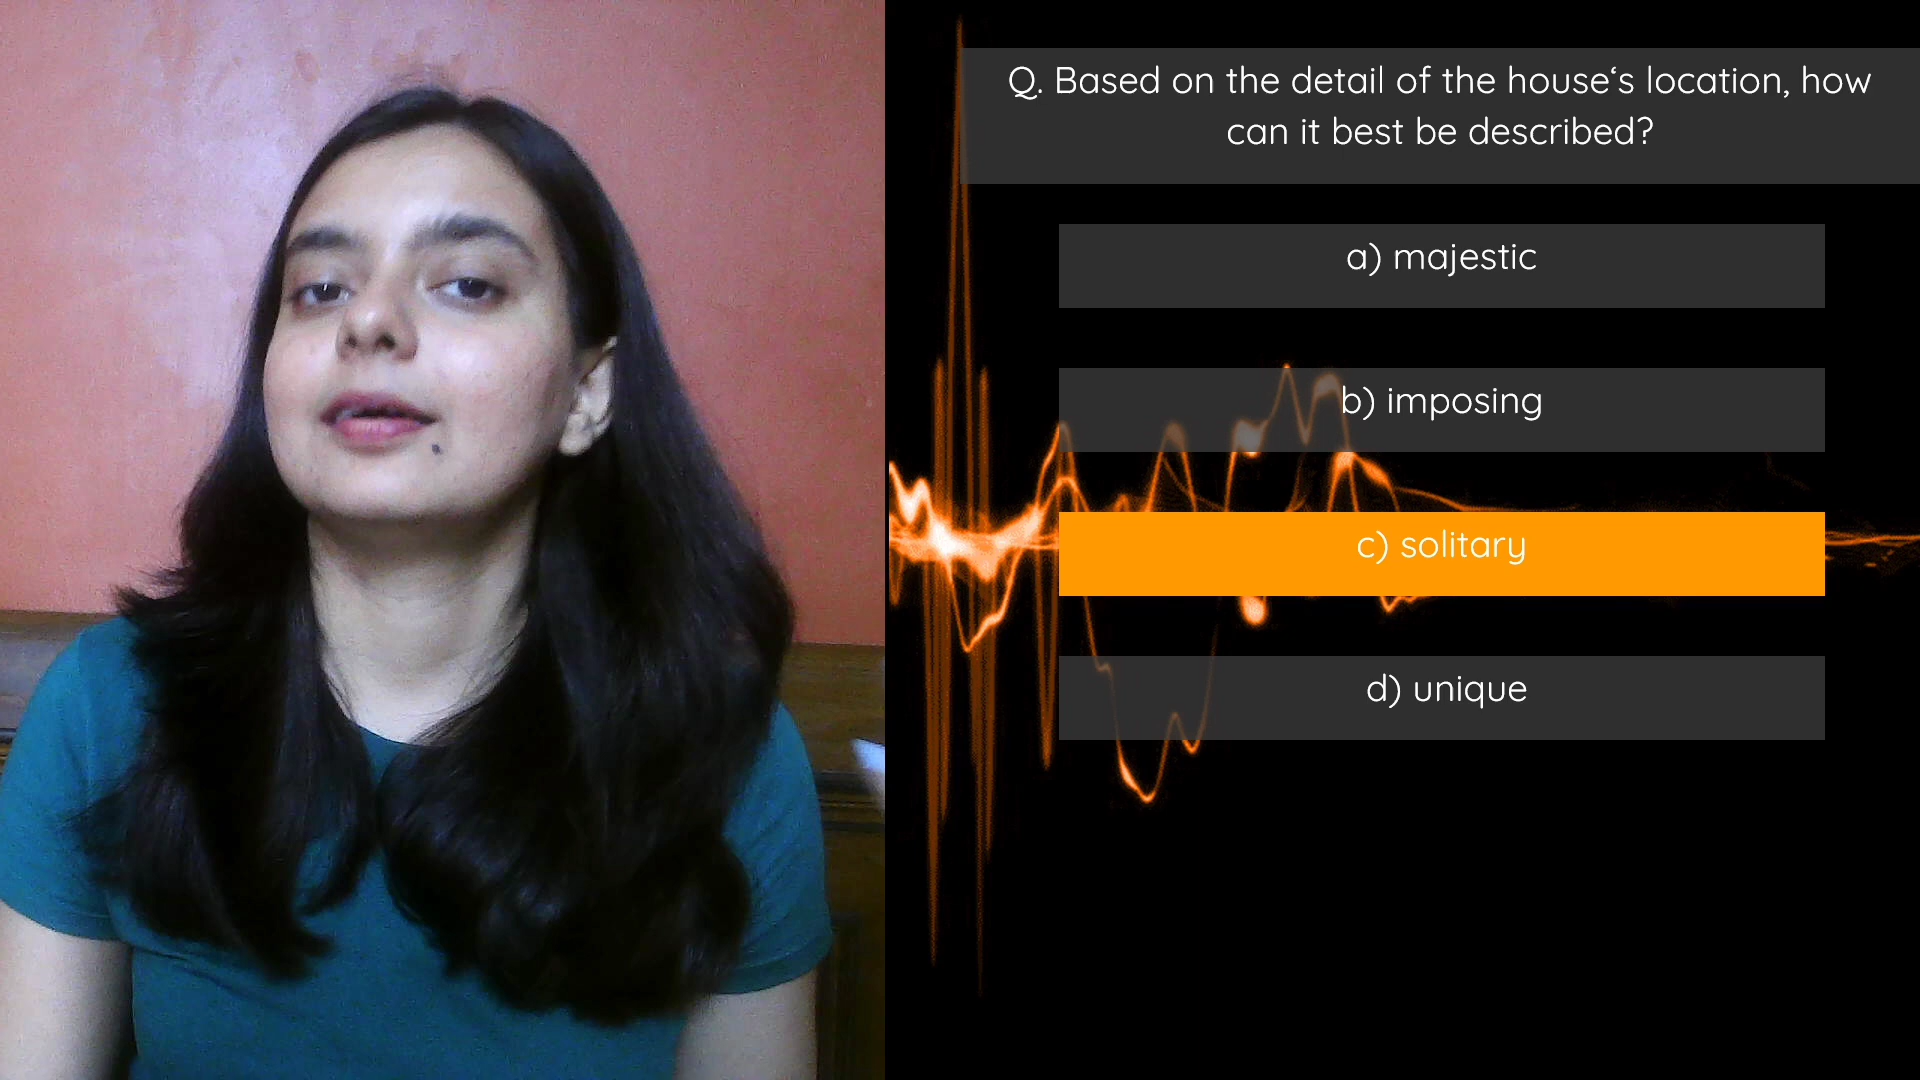 Q. Based on the detail of the house‘s location, how
can it best be described?
a) majestic
b) imposing
c) solitary
d) unique